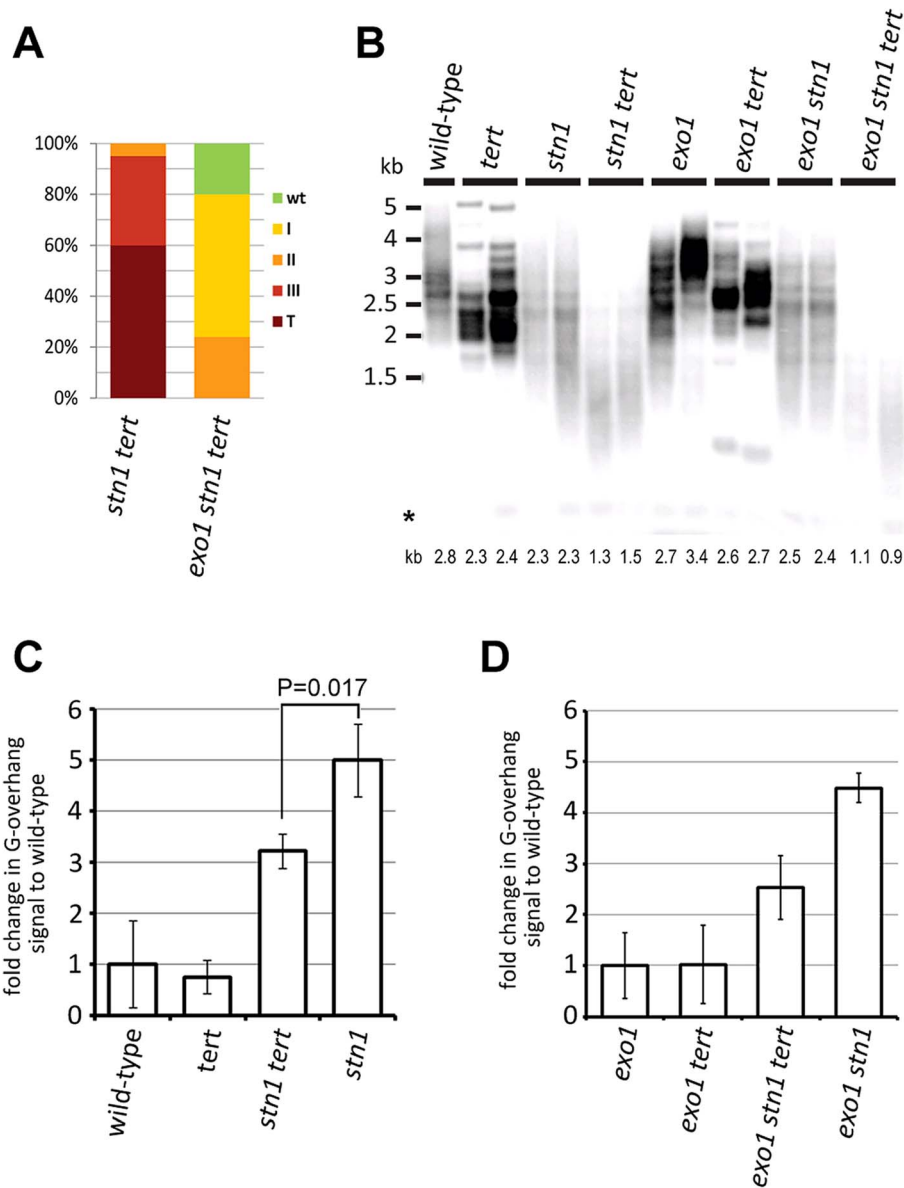 A
100%
80%
60%
40%
20%
0%
wt
I
II
III
T
stn1 tert
exo1 stn1 tert
B
wild-type
tert
stn1
stn1 tert
exo1
exo1 tert
exo1 stn1
exo1 stn1 tert
kb
5
4
3
2.5
2
1.5
*
kb 2.8 2.3 2.4 2.3 2.3 1.3 1.5 2.7 3.4 2.6 2.7 2.5 2.4 1.1 0.9
C
P=0.017
fold change in G-overhang
signal to wild-type
6
5
4
3
2
1
0
wild-type
tert
stn1 tert
stn1
D
fold change in G-overhang
signal to wild-type
6
5
4
3
2
1
0
exo1
exo1 tert
exo1 stn1 tert
exo1 stn1